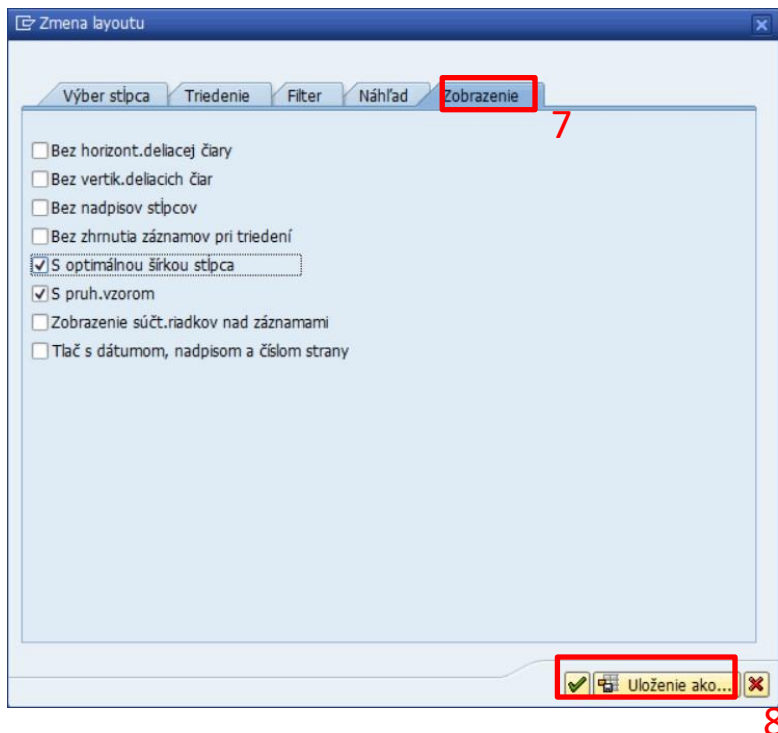 Zmena layoutu
Výber stĺpca Triedenie Filter Náhľad Zobrazenie
7
Bez horizont.deliacej čiary
Bez vertik.deliacich čiar
Bez nadpisov stĺpcov
Bez zhrnutia záznamov pri triedení
S optimálnou šírkou stĺpca
S pruh.vzorom
Zobrazenie súčt.riadkov nad záznamami
Tlač s dátumom, nadpisom a číslom strany
Uloženie ako...
8